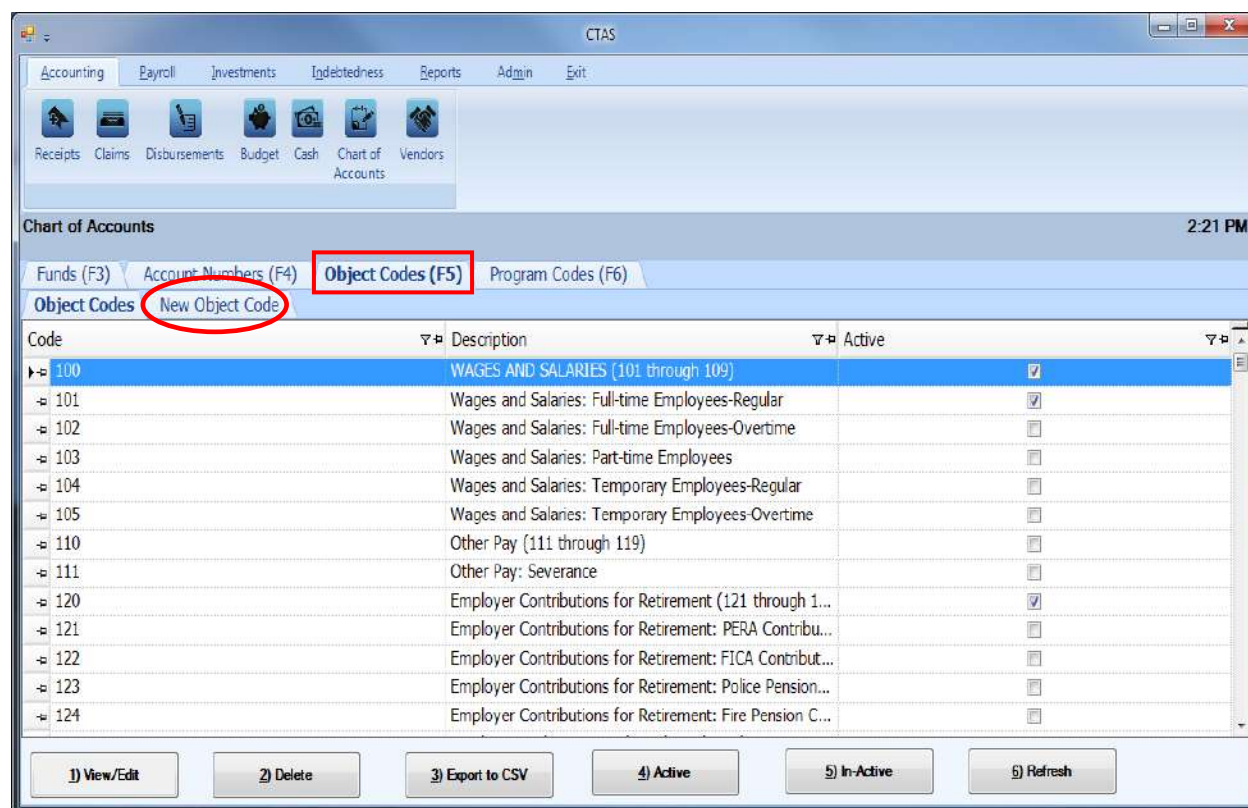 CTAS
Accounting Payroll Investments Indebtedness Reports Admin Exit
Receipts Claims Disbursements Budget Cash Chart of Accounts Vendors
Chart of Accounts 2:21 PM
Funds (F3) Account Numbers (F4) Object Codes (F5) Program Codes (F6)
Object Codes New Object Code
Code Description Active
100 WAGES AND SALARIES (101 through 109)
101 Wages and Salaries: Full-time Employees-Regular
102 Wages and Salaries: Full-time Employees-Overtime
103 Wages and Salaries: Part-time Employees
104 Wages and Salaries: Temporary Employees-Regular
105 Wages and Salaries: Temporary Employees-Overtime
110 Other Pay (111 through 119)
111 Other Pay: Severance
120 Employer Contributions for Retirement (121 through 1...
121 Employer Contributions for Retirement: PERA Contribu...
122 Employer Contributions for Retirement: FICA Contribut...
123 Employer Contributions for Retirement: Police Pension...
124 Employer Contributions for Retirement: Fire Pension C...
1) View/Edit 2) Delete 3) Export to CSV 4) Active 5) In-Active 6) Refresh